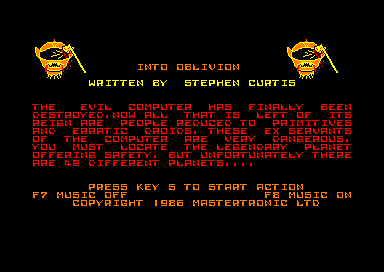 INTO OBLIVION
WRITTEN BY STEPHEN CURTIS
THE EVIL COMPUTER HAS FINALLY BEEN
DESTROYED.NOW ALL THAT IS LEFT OF ITS
REIGN ARE PEOPLE REDUCED TO PRIMITIVES
AND ERRATIC DROIDS. THESE EX SERVANTS
OF THE COMPUTER ARE VERY DANGEROUS.
YOU MUST LOCATE THE LEGENDARY PLANET
OFFERING SAFETY. BUT UNFORTUNATELY THERE
ARE 42 DIFFERENT PLANETS....
PRESS KEY S TO START ACTION
F7 MUSIC OFF F8 MUSIC ON
COPYRIGHT 1986 MASTERTRONIC LTD